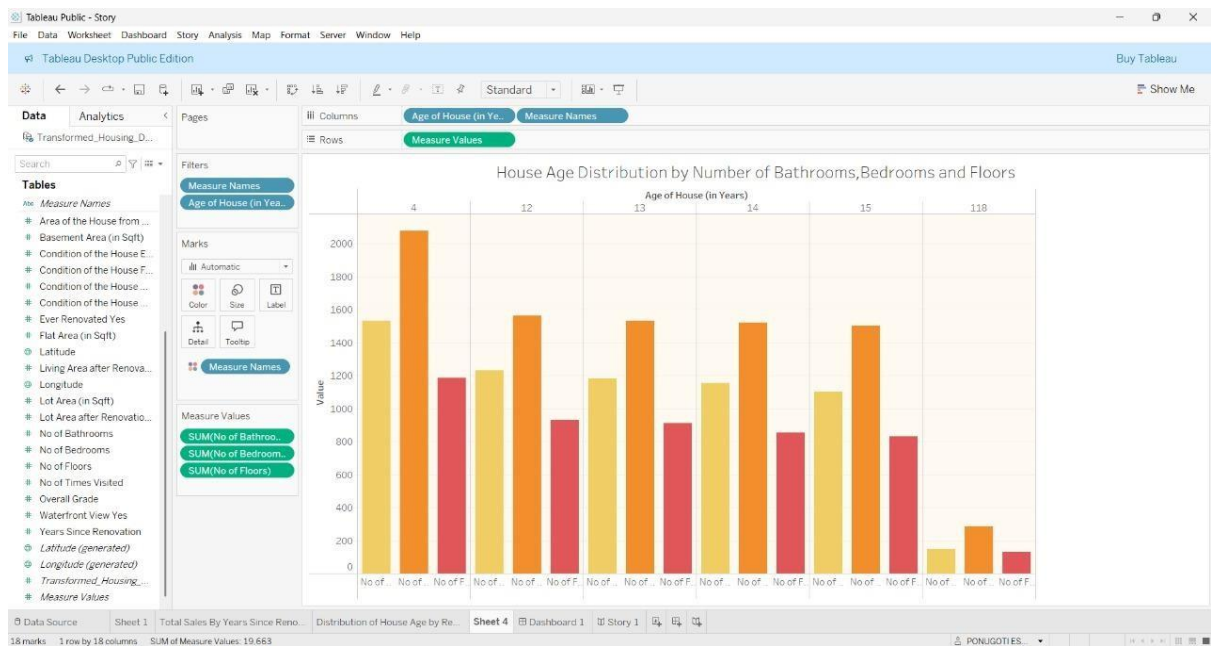 Tableau Public - Story
File Data Worksheet Dashboard Story Analysis Map Format Server Window Help
Tableau Desktop Public Edition
Buy Tableau
Standard
Show Me
Data
Analytics
Transformed_Housing_D...
Search
Tables
Abc Measure Names
# Area of the House from ...
# Basement Area (in Sqft)
# Condition of the House E...
# Condition of the House F...
# Condition of the House ...
# Condition of the House ...
# Ever Renovated Yes
# Flat Area (in Sqft)
Latitude
# Living Area after Renova...
Longitude
# Lot Area (in Sqft)
# Lot Area after Renovatio...
# No of Bathrooms
# No of Bedrooms
# No of Floors
# No of Times Visited
# Overall Grade
# Waterfront View Yes
# Years Since Renovation
Latitude (generated)
Longitude (generated)
# Transformed_Housing_...
# Measure Values
Pages
Filters
Measure Names
Age of House (in Yea..
Marks
Automatic
Color
Size
Label
Detail
Tooltip
Measure Names
Measure Values
SUM(No of Bathroo..
SUM(No of Bedroom..
SUM(No of Floors)
Columns
Age of House (in Ye..
Measure Names
Rows
Measure Values
House Age Distribution by Number of Bathrooms,Bedrooms and Floors
Age of House (in Years)
4 12 13 14 15 118
Value
2000
1800
1600
1400
1200
1000
800
600
400
200
0
No of .. No of .. No of F.. No of .. No of .. No of F.. No of .. No of .. No of F.. No of .. No of .. No of F.. No of .. No of .. No of F.. No of .. No of .. No of F..
Data Source
Sheet 1
Total Sales By Years Since Reno...
Distribution of House Age by Re...
Sheet 4
Dashboard 1
Story 1
18 marks 1 row by 18 columns SUM of Measure Values: 19.663
PONUGOTI ES...